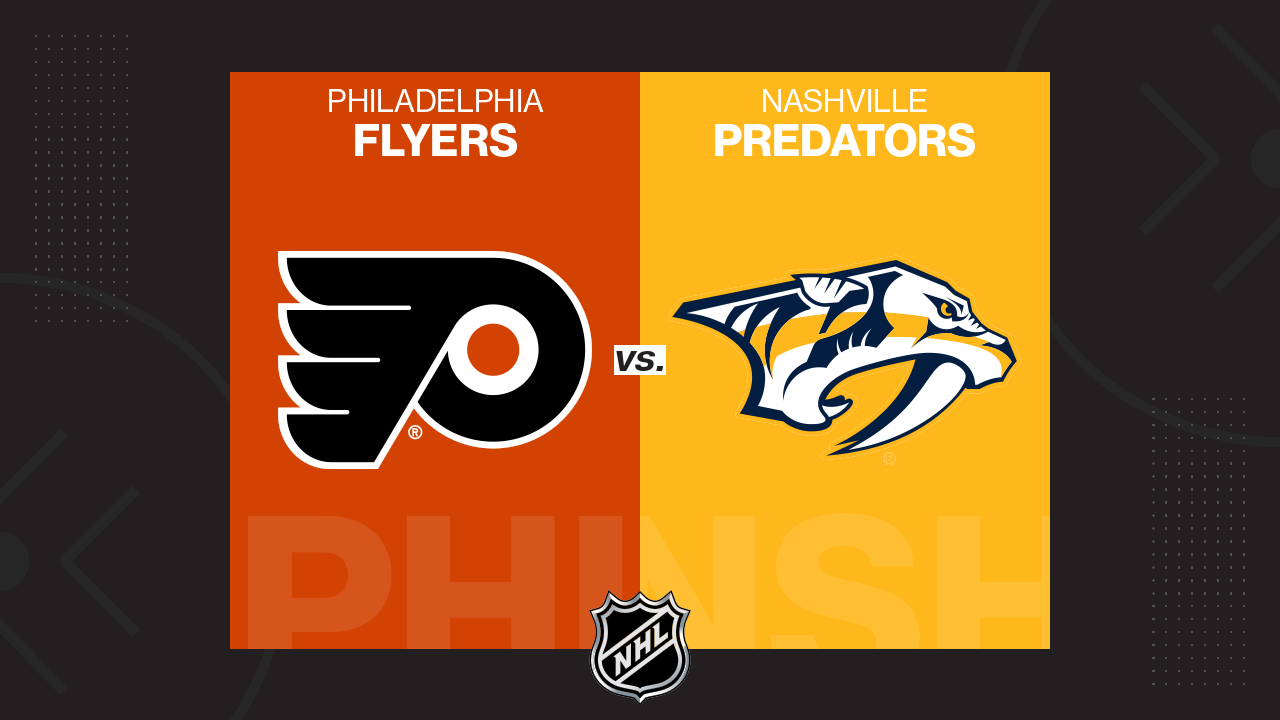 PHILADELPHIA
FLYERS
NASHVILLE
PREDATORS
vs.
®
®
PHI
NSH
NHL